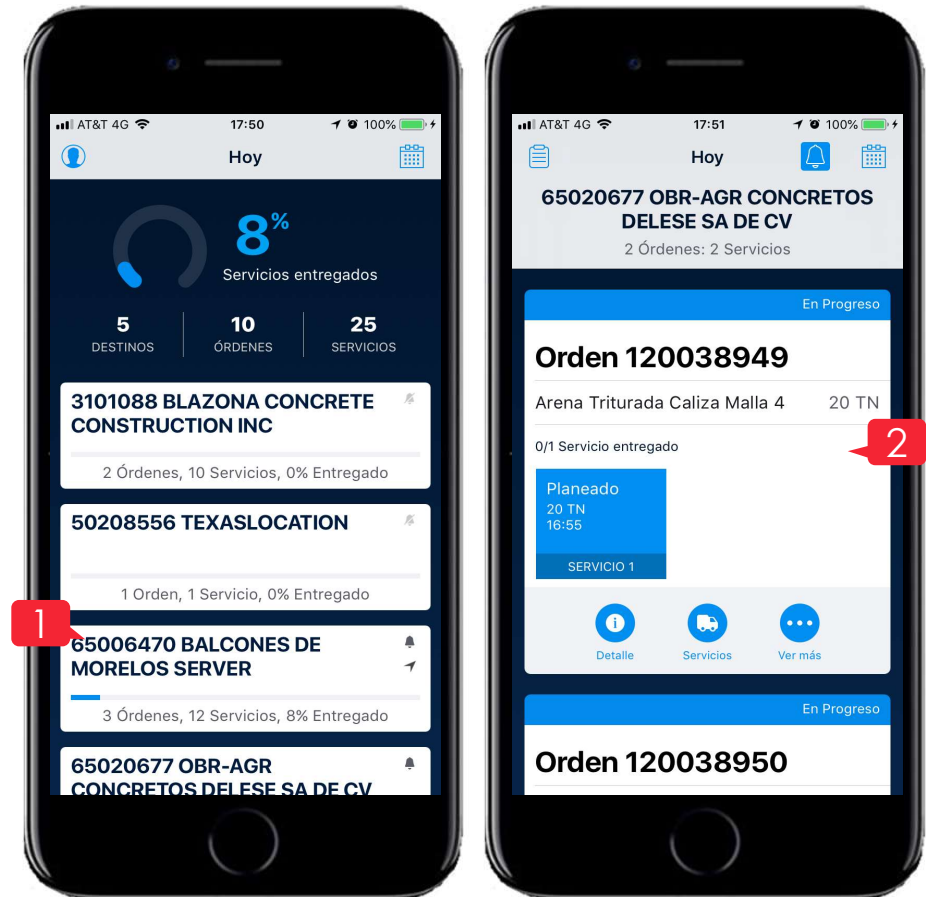 AT&T 4G 17:50 100%
Hoy
8%
Servicios entregados
5 10 25
DESTINOS ÓRDENES SERVICIOS
3101088 BLAZONA CONCRETE
CONSTRUCTION INC
2 Órdenes, 10 Servicios, 0% Entregado
50208556 TEXASLOCATION
1 Orden, 1 Servicio, 0% Entregado
1
65006470 BALCONES DE
MORELOS SERVER
3 Órdenes, 12 Servicios, 8% Entregado
65020677 OBR-AGR
CONCRETOS DELESE SA DE CV
AT&T 4G 17:51 100%
Hoy
65020677 OBR-AGR CONCRETOS
DELESE SA DE CV
2 Órdenes: 2 Servicios
En Progreso
Orden 120038949
Arena Triturada Caliza Malla 4 20 TN
0/1 Servicio entregado
2
Planeado
20 TN
16:55
SERVICIO 1
Detalle Servicios Ver más
En Progreso
Orden 120038950